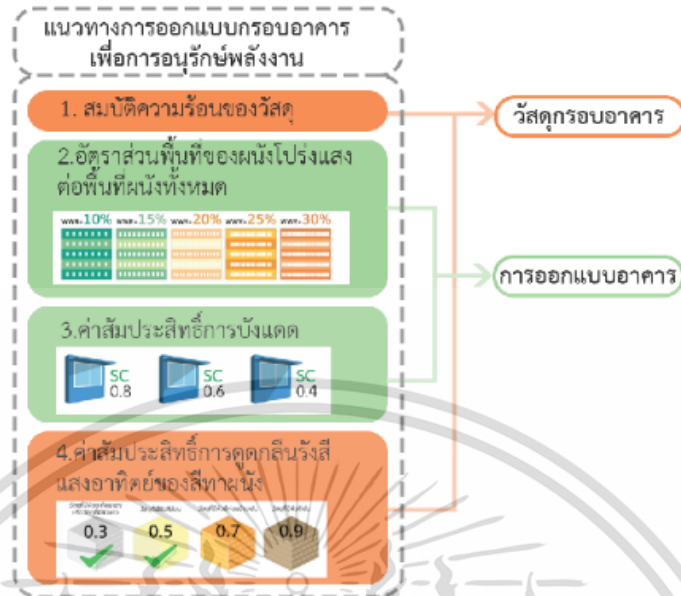 แนวทางการออกแบบกรอบอาคาร
เพื่อการอนุรักษ์พลังงาน
1. สมบัติความร้อนของวัสดุ
วัสดุกรอบอาคาร
2.อัตราส่วนพื้นที่ของผนังโปร่งแสง
ต่อพื้นที่ผนังทั้งหมด
WWR=10% WWR=15% WWR=20% WWR=25% WWR=30%
การออกแบบอาคาร
3.ค่าสัมประสิทธิ์การบังแดด
SC SC SC
0.8 0.6 0.4
4.ค่าสัมประสิทธิ์การดูดกลืนรังสี
แสงอาทิตย์ของสีทาผนัง
0.3 0.5 0.7 0.9